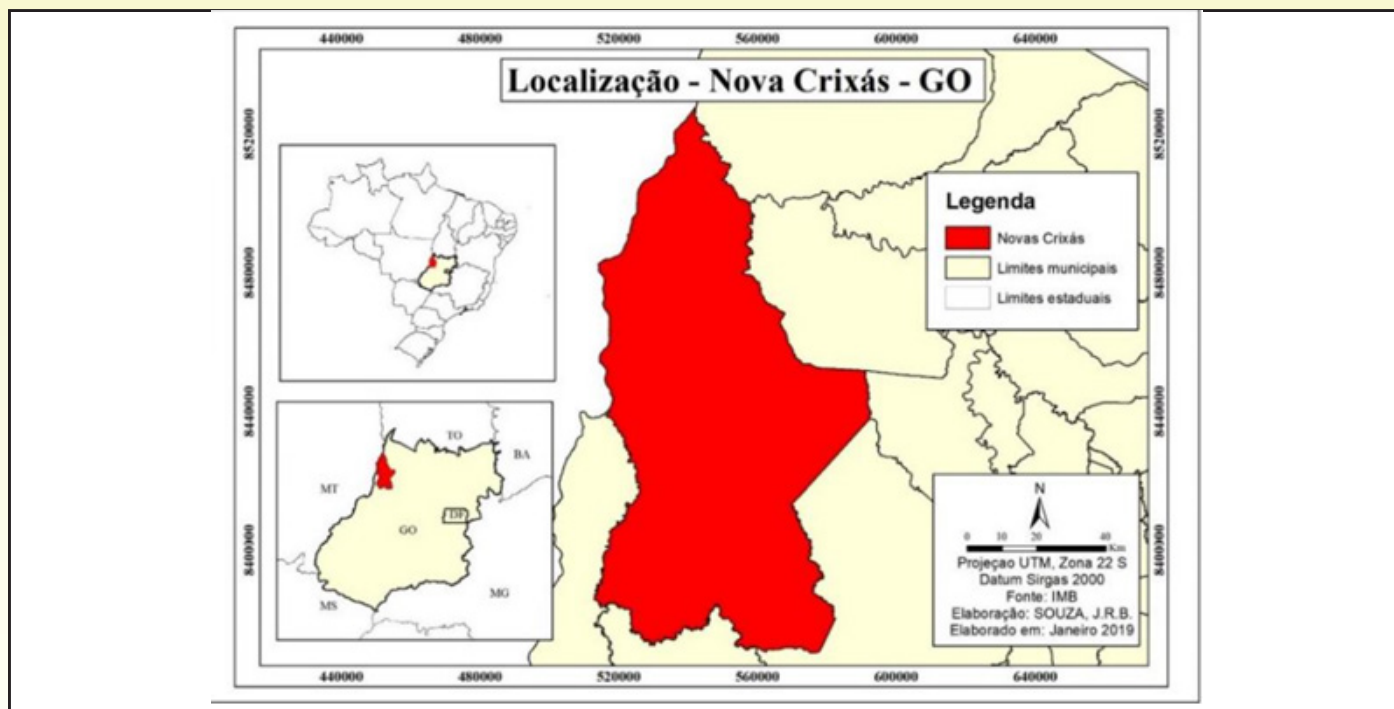 440000 480000 520000 560000 600000 640000
Localização - Nova Crixás - GO
8520000
8480000
8440000
8400000
8520000
8480000
8440000
8400000
Legenda
Novas Crixás
Limites municipais
Limites estaduais
TO
BA
MT
GO
DF
MG
MS
N
0 10 20 40
Km
Projeçao UTM, Zona 22 S
Datum Sirgas 2000
Fonte: IMB
Elaboração: SOUZA, J.R.B.
Elaborado em: Janeiro 2019
440000 480000 520000 560000 600000 640000